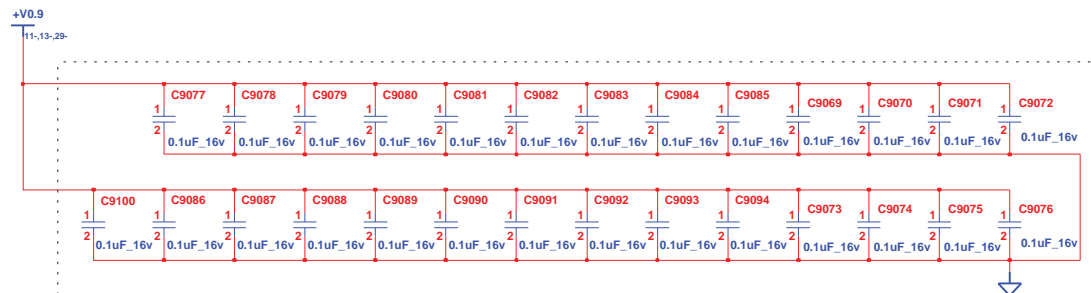 +V0.9
11-,13-,29-
C9077 C9078 C9079 C9080 C9081 C9082 C9083 C9084 C9085 C9069 C9070 C9071 C9072
1 1 1 1 1 1 1 1 1 1 1 1 1
2 2 2 2 2 2 2 2 2 2 2 2 2
0.1uF_16v 0.1uF_16v 0.1uF_16v 0.1uF_16v 0.1uF_16v 0.1uF_16v 0.1uF_16v 0.1uF_16v 0.1uF_16v 0.1uF_16v 0.1uF_16v 0.1uF_16v 0.1uF_16v
C9100 C9086 C9087 C9088 C9089 C9090 C9091 C9092 C9093 C9094 C9073 C9074 C9075 C9076
1 1 1 1 1 1 1 1 1 1 1 1 1 1
2 2 2 2 2 2 2 2 2 2 2 2 2 2
0.1uF_16v 0.1uF_16v 0.1uF_16v 0.1uF_16v 0.1uF_16v 0.1uF_16v 0.1uF_16v 0.1uF_16v 0.1uF_16v 0.1uF_16v 0.1uF_16v 0.1uF_16v 0.1uF_16v 0.1uF_16v